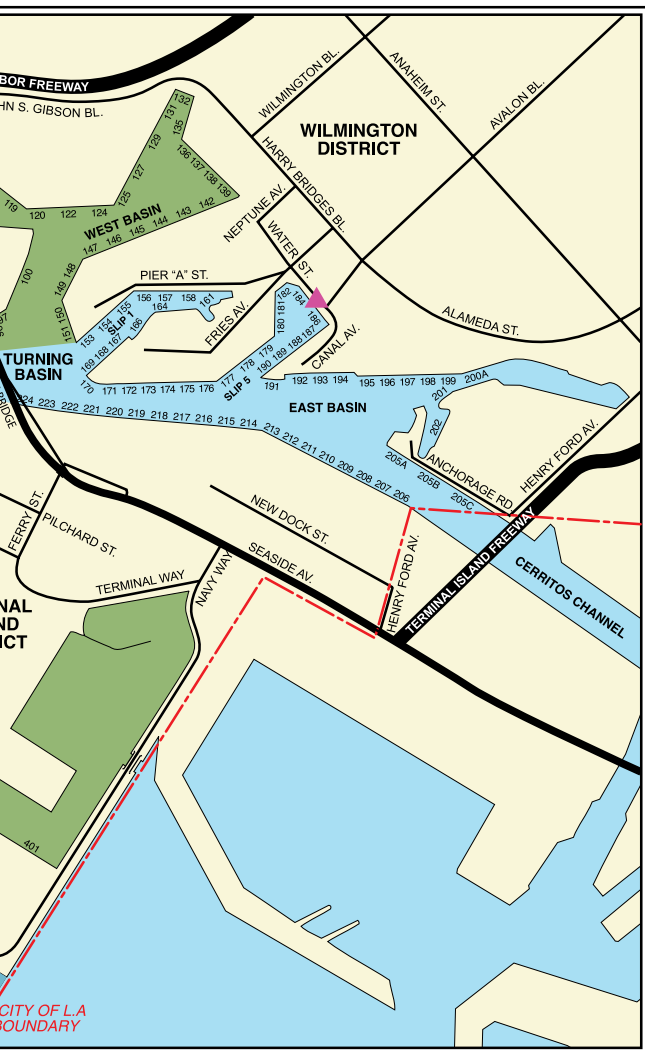 BOR FREEWAY
HN S. GIBSON BL.
WILMINGTON BL.
ANAHEIM ST.
AVALON BL.
WILMINGTON
DISTRICT
HARRY BRIDGES BL.
132
131
135
129
136
137
138
139
127
125
119
120
122
124
WEST BASIN
142
143
144
145
146
147
NEPTUNE AV.
WATER ST.
100
148
149
150
151
PIER “A” ST.
156
157
158
161
164
155
154
153
SLIP 1
166
167
168
169
FRIES AV.
182
181
180
184
186
187
188
189
190
CANAL AV.
ALAMEDA ST.
TURNING
BASIN
170
171
172
173
174
175
176
177
178
179
SLIP 5
191
192
193
194
195
196
197
198
199
200A
201
202
EAST BASIN
BRIDGE
224
223
222
221
220
219
218
217
216
215
214
213
212
211
210
209
208
207
206
205A
205B
205C
ANCHORAGE RD.
HENRY FORD AV.
FERRY ST.
PILCHARD ST.
NEW DOCK ST.
SEASIDE AV.
HENRY FORD AV.
TERMINAL ISLAND FREEWAY
CERRITOS CHANNEL
TERMINAL WAY
NAVY WAY
NAL
ND
ICT
401
CITY OF L.A
BOUNDARY